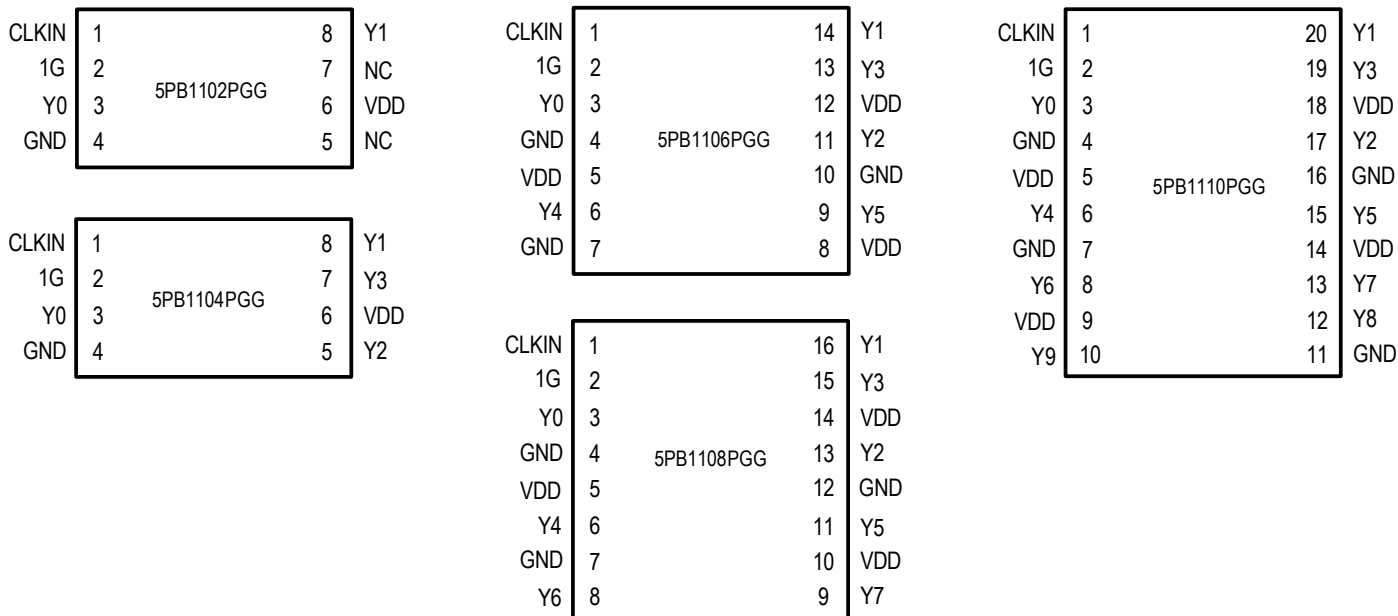 CLKIN 1 8 Y1
1G 2 7 NC
5PB1102PGG
Y0 3 6 VDD
GND 4 5 NC
CLKIN 1 8 Y1
1G 2 7 Y3
5PB1104PGG
Y0 3 6 VDD
GND 4 5 Y2
CLKIN 1 14 Y1
1G 2 13 Y3
Y0 3 12 VDD
GND 4 5PB1106PGG 11 Y2
VDD 5 10 GND
Y4 6 9 Y5
GND 7 8 VDD
CLKIN 1 16 Y1
1G 2 15 Y3
Y0 3 14 VDD
GND 4 5PB1108PGG 13 Y2
VDD 5 12 GND
Y4 6 11 Y5
GND 7 10 VDD
Y6 8 9 Y7
CLKIN 1 20 Y1
1G 2 19 Y3
Y0 3 18 VDD
GND 4 17 Y2
VDD 5 5PB1110PGG 16 GND
Y4 6 15 Y5
GND 7 14 VDD
Y6 8 13 Y7
VDD 9 12 Y8
Y9 10 11 GND